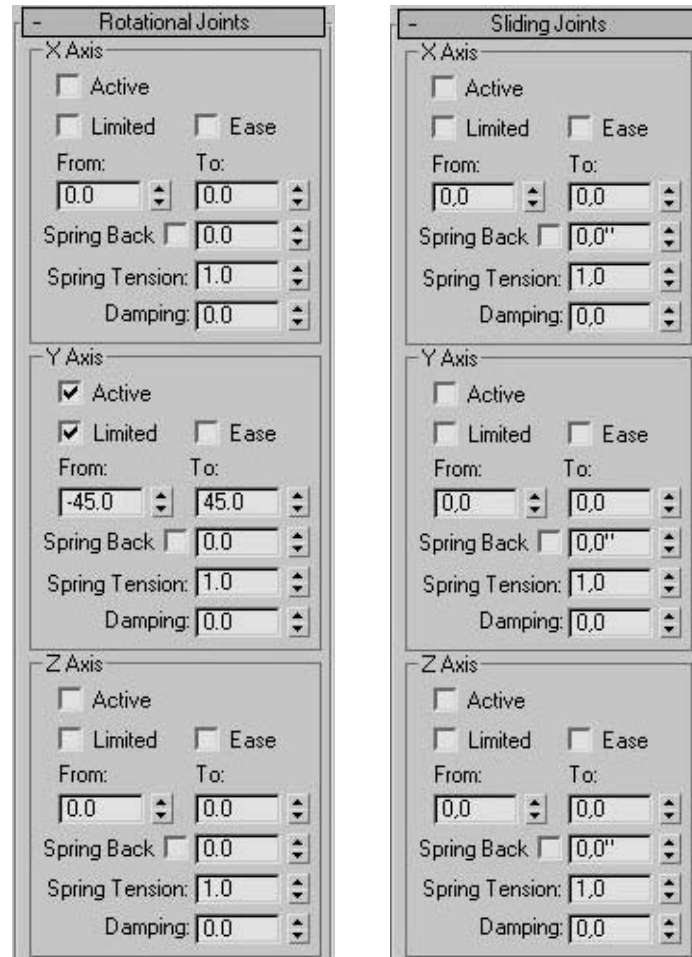 - Rotational Joints
X Axis
Active
Limited Ease
From: To:
0.0 0.0
Spring Back 0.0
Spring Tension: 1.0
Damping: 0.0
Y Axis
Active
Limited Ease
From: To:
-45.0 45.0
Spring Back 0.0
Spring Tension: 1.0
Damping: 0.0
Z Axis
Active
Limited Ease
From: To:
0.0 0.0
Spring Back 0.0
Spring Tension: 1.0
Damping: 0.0
- Sliding Joints
X Axis
Active
Limited Ease
From: To:
0,0 0,0
Spring Back 0,0"
Spring Tension: 1,0
Damping: 0,0
Y Axis
Active
Limited Ease
From: To:
0,0 0,0
Spring Back 0,0"
Spring Tension: 1,0
Damping: 0,0
Z Axis
Active
Limited Ease
From: To:
0,0 0,0
Spring Back 0,0"
Spring Tension: 1,0
Damping: 0,0